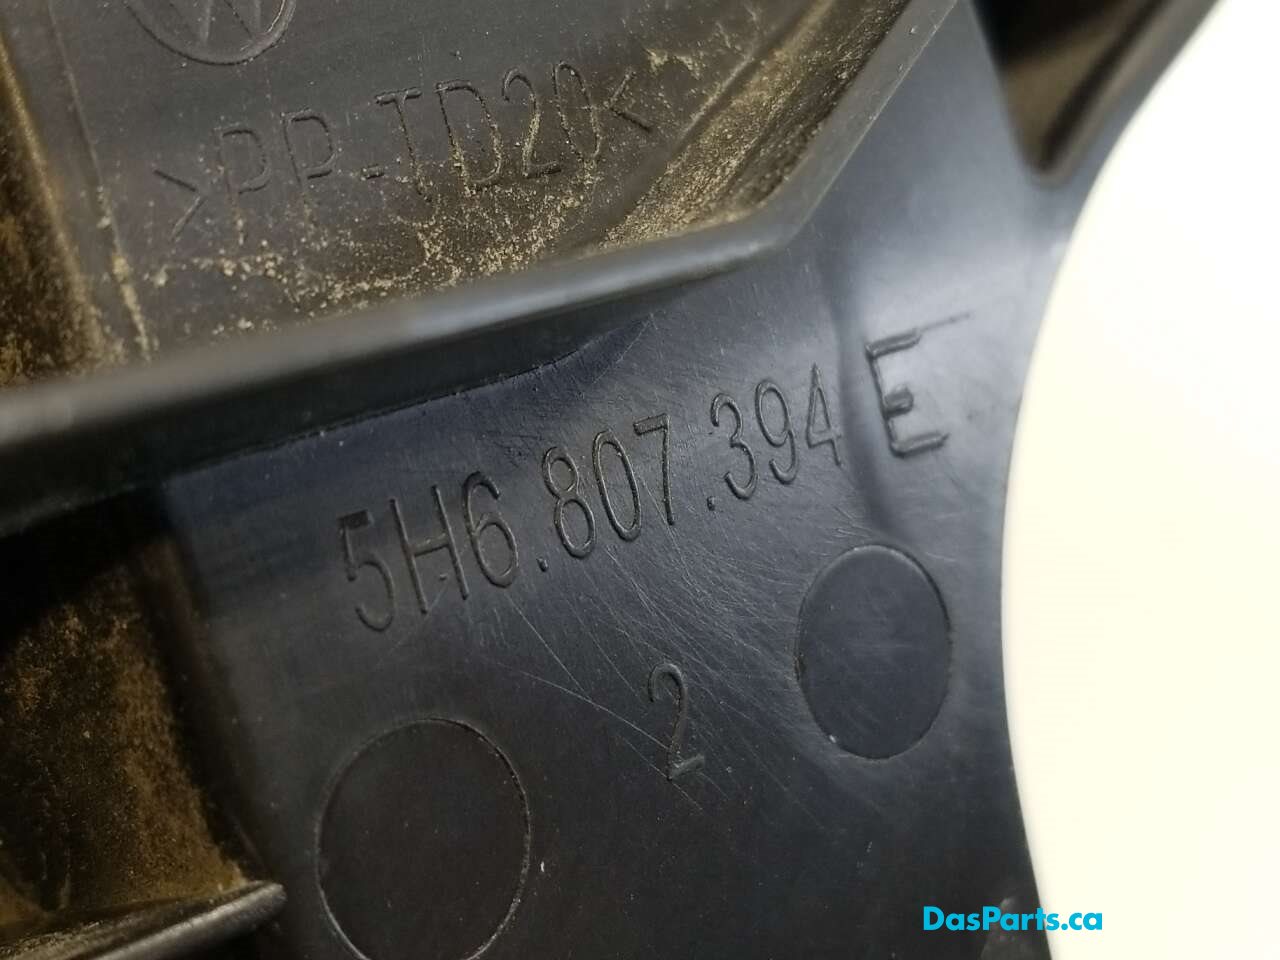 >PP-TD20<
5H6.807.394 E
2
DasParts.ca